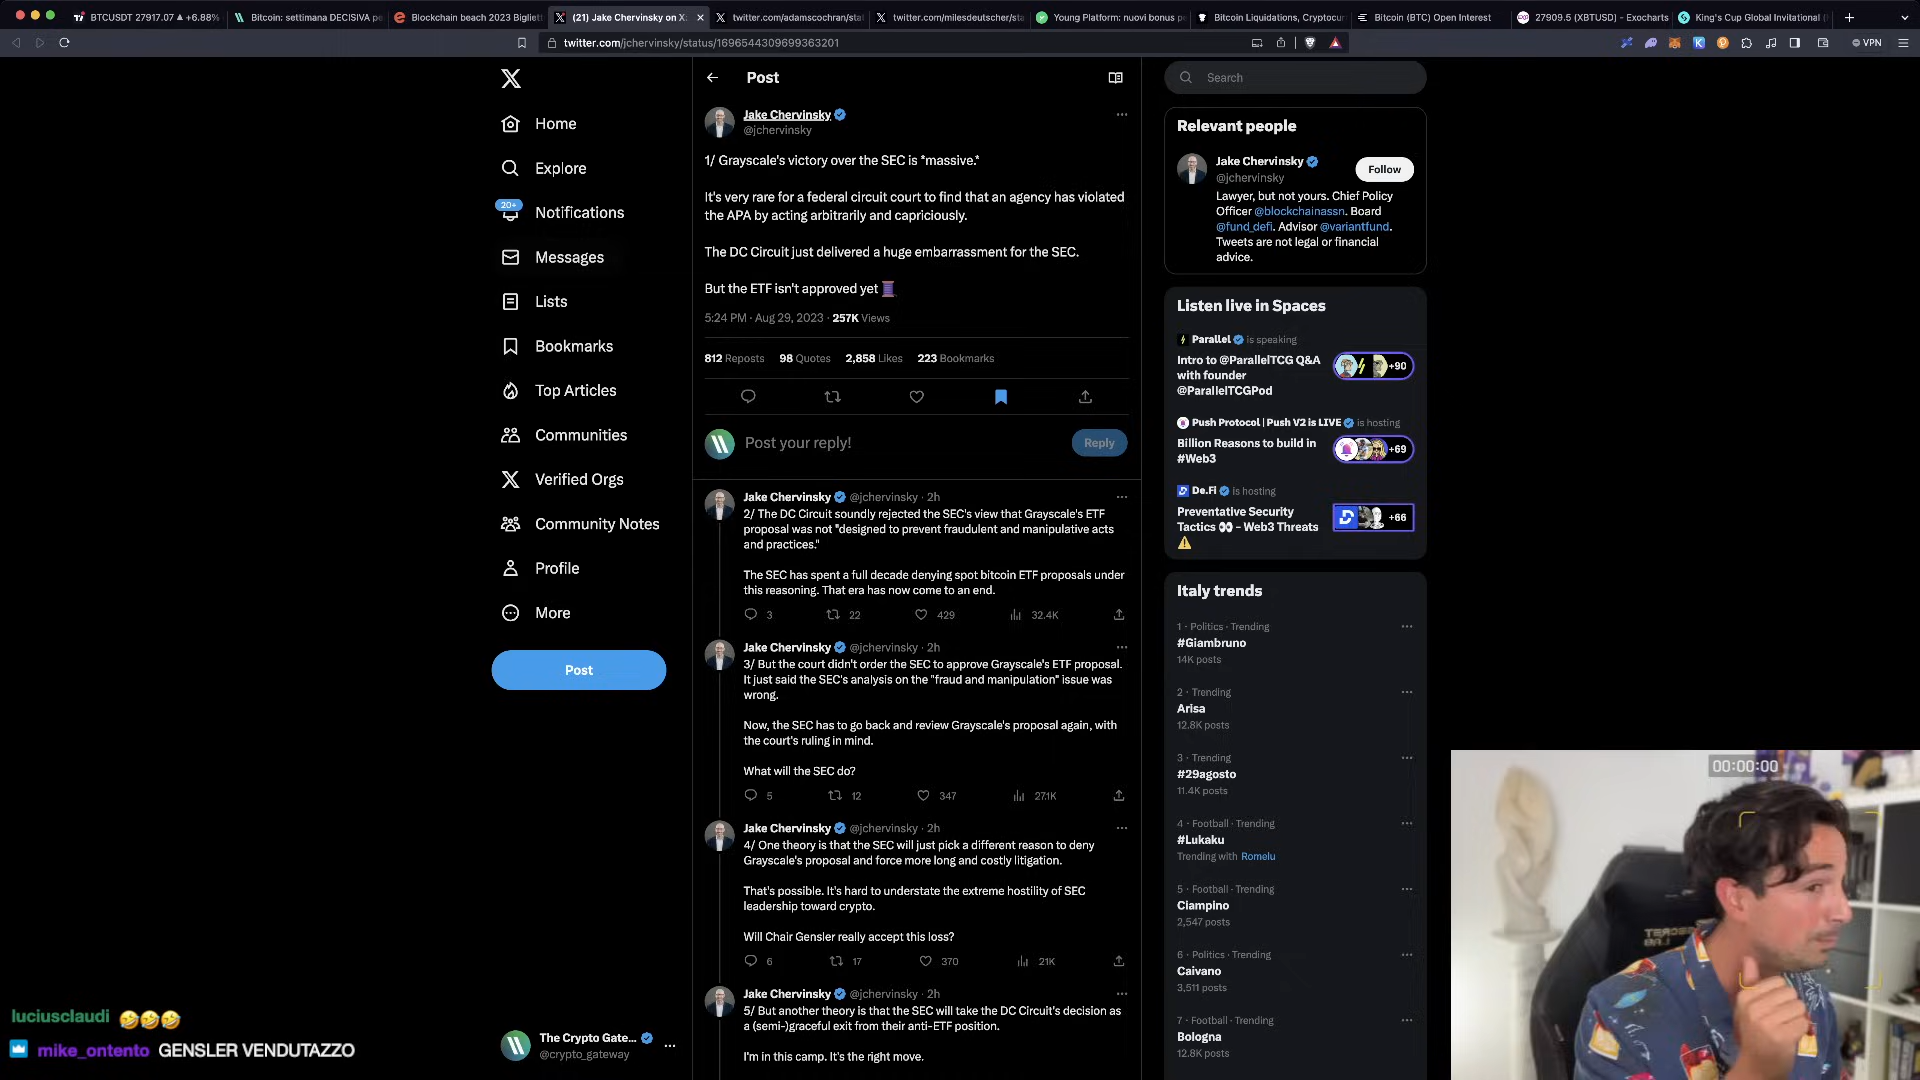 BTCUSDT 27917.07 ▲ +6.88%
Bitcoin: settimana DECISIVA pe
Blockchain beach 2023 Bigliett
(21) Jake Chervinsky on X:
twitter.com/adamscochran/stat
twitter.com/milesdeutscher/sta
Young Platform: nuovi bonus pe
Bitcoin Liquidations, Cryptocur
Bitcoin (BTC) Open Interest
27909.5 (XBTUSD) - Exocharts
King's Cup Global Invitational (
twitter.com/jchervinsky/status/1696544309699363201
VPN
Home
Explore
20+
Notifications
Messages
Lists
Bookmarks
Top Articles
Communities
Verified Orgs
Community Notes
Profile
More
Post
The Crypto Gate...
@crypto_gateway
Post
Jake Chervinsky
@jchervinsky
1/ Grayscale's victory over the SEC is *massive.*
It's very rare for a federal circuit court to find that an agency has violated
the APA by acting arbitrarily and capriciously.
The DC Circuit just delivered a huge embarrassment for the SEC.
But the ETF isn't approved yet 🧵
5:24 PM · Aug 29, 2023 · 257K Views
812 Reposts 98 Quotes 2,858 Likes 223 Bookmarks
Post your reply!
Reply
Jake Chervinsky @jchervinsky · 2h
2/ The DC Circuit soundly rejected the SEC's view that Grayscale's ETF
proposal was not "designed to prevent fraudulent and manipulative acts
and practices."
The SEC has spent a full decade denying spot bitcoin ETF proposals under
this reasoning. That era has now come to an end.
3 22 429 32.4K
Jake Chervinsky @jchervinsky · 2h
3/ But the court didn't order the SEC to approve Grayscale's ETF proposal.
It just said the SEC's analysis on the "fraud and manipulation" issue was
wrong.
Now, the SEC has to go back and review Grayscale's proposal again, with
the court's ruling in mind.
What will the SEC do?
5 12 347 27.1K
Jake Chervinsky @jchervinsky · 2h
4/ One theory is that the SEC will just pick a different reason to deny
Grayscale's proposal and force more long and costly litigation.
That's possible. It's hard to understate the extreme hostility of SEC
leadership toward crypto.
Will Chair Gensler really accept this loss?
6 17 370 21K
Jake Chervinsky @jchervinsky · 2h
5/ But another theory is that the SEC will take the DC Circuit's decision as
a (semi-)graceful exit from their anti-ETF position.
I'm in this camp. It's the right move.
Search
Relevant people
Jake Chervinsky
@jchervinsky
Follow
Lawyer, but not yours. Chief Policy
Officer @blockchainassn. Board
@fund_defi. Advisor @variantfund.
Tweets are not legal or financial
advice.
Listen live in Spaces
Parallel is speaking
Intro to @ParallelTCG Q&A
with founder
@ParallelTCGPod
+90
Push Protocol | Push V2 is LIVE is hosting
Billion Reasons to build in
#Web3
+69
De.Fi is hosting
Preventative Security
Tactics 👀 - Web3 Threats
⚠️
+66
Italy trends
1 · Politics · Trending
#Giambruno
14K posts
2 · Trending
Arisa
12.8K posts
3 · Trending
#29agosto
11.4K posts
4 · Football · Trending
#Lukaku
Trending with Romelu
5 · Football · Trending
Ciampino
2,547 posts
6 · Politics · Trending
Caivano
3,511 posts
7 · Football · Trending
Bologna
12.8K posts
00:00:00
SECRET
LAB
luciusclaudi 🤣🤣🤣
mike_ontento GENSLER VENDUTAZZO